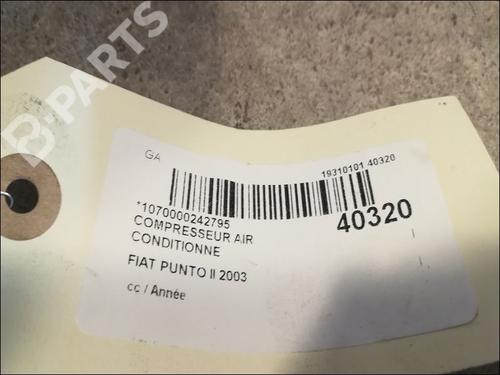 B-PARTS
GA
19310101 40320
*1070000242795
40320
COMPRESSEUR AIR
CONDITIONNE
FIAT PUNTO II 2003
cc / Année